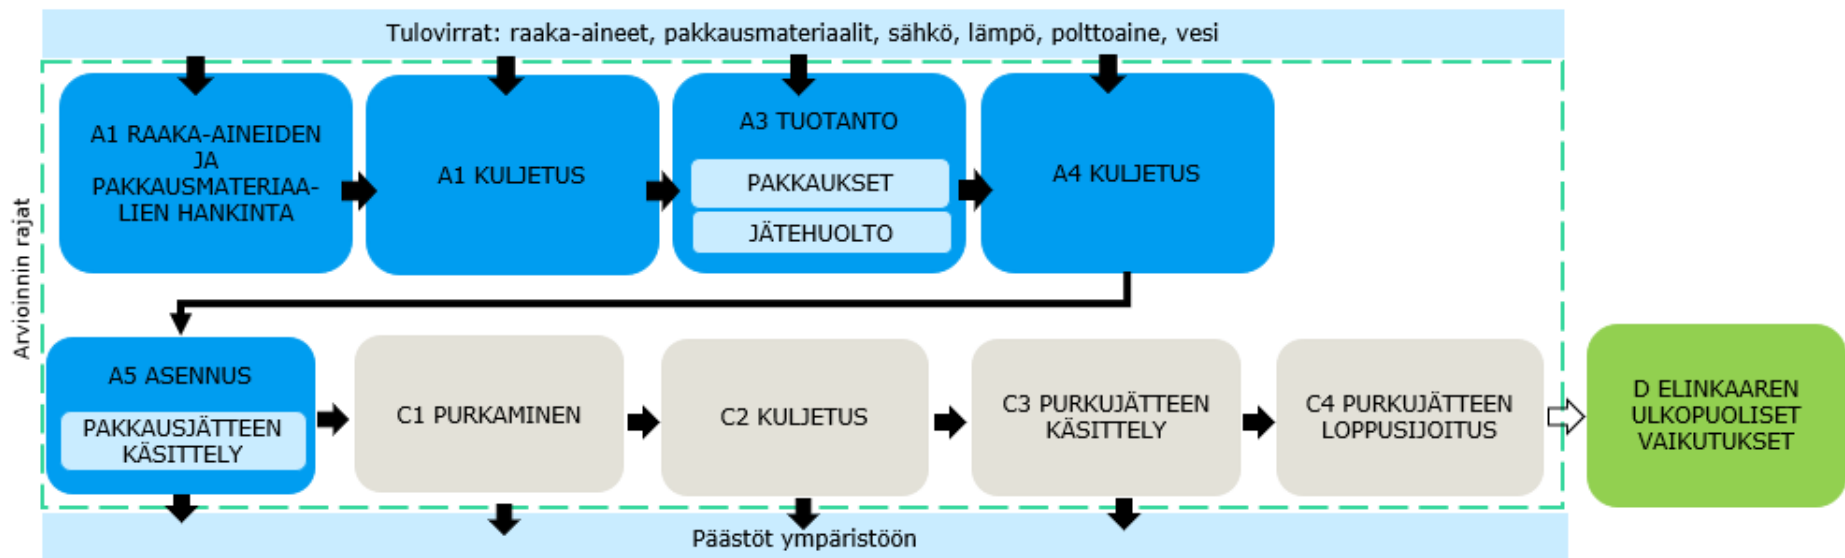 Tulovirrat: raaka-aineet, pakkausmateriaalit, sähkö, lämpö, polttoaine, vesi
Arvioinnin rajat
A1 RAAKA-AINEIDEN
JA
PAKKAUSMATERIAA-
LIEN HANKINTA
A1 KULJETUS
A3 TUOTANTO
PAKKAUKSET
JÄTEHUOLTO
A4 KULJETUS
A5 ASENNUS
PAKKAUSJÄTTEEN
KÄSITTELY
C1 PURKAMINEN
C2 KULJETUS
C3 PURKUJÄTTEEN
KÄSITTELY
C4 PURKUJÄTTEEN
LOPPUSIJOITUS
D ELINKAAREN
ULKOPUOLISET
VAIKUTUKSET
Päästöt ympäristöön